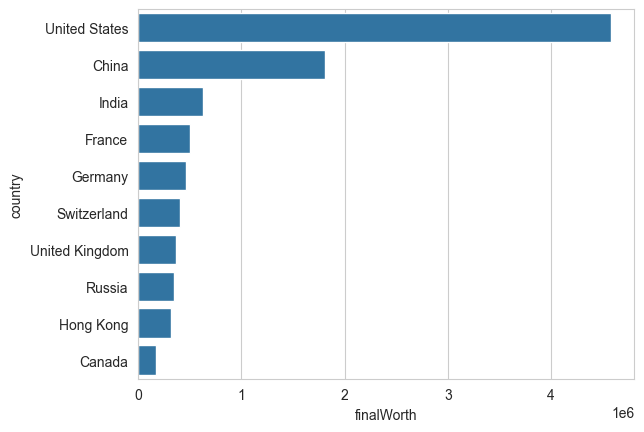 United States
China
India
France
Germany
Switzerland
United Kingdom
Russia
Hong Kong
Canada
country
0 1 2 3 4
1e6
finalWorth